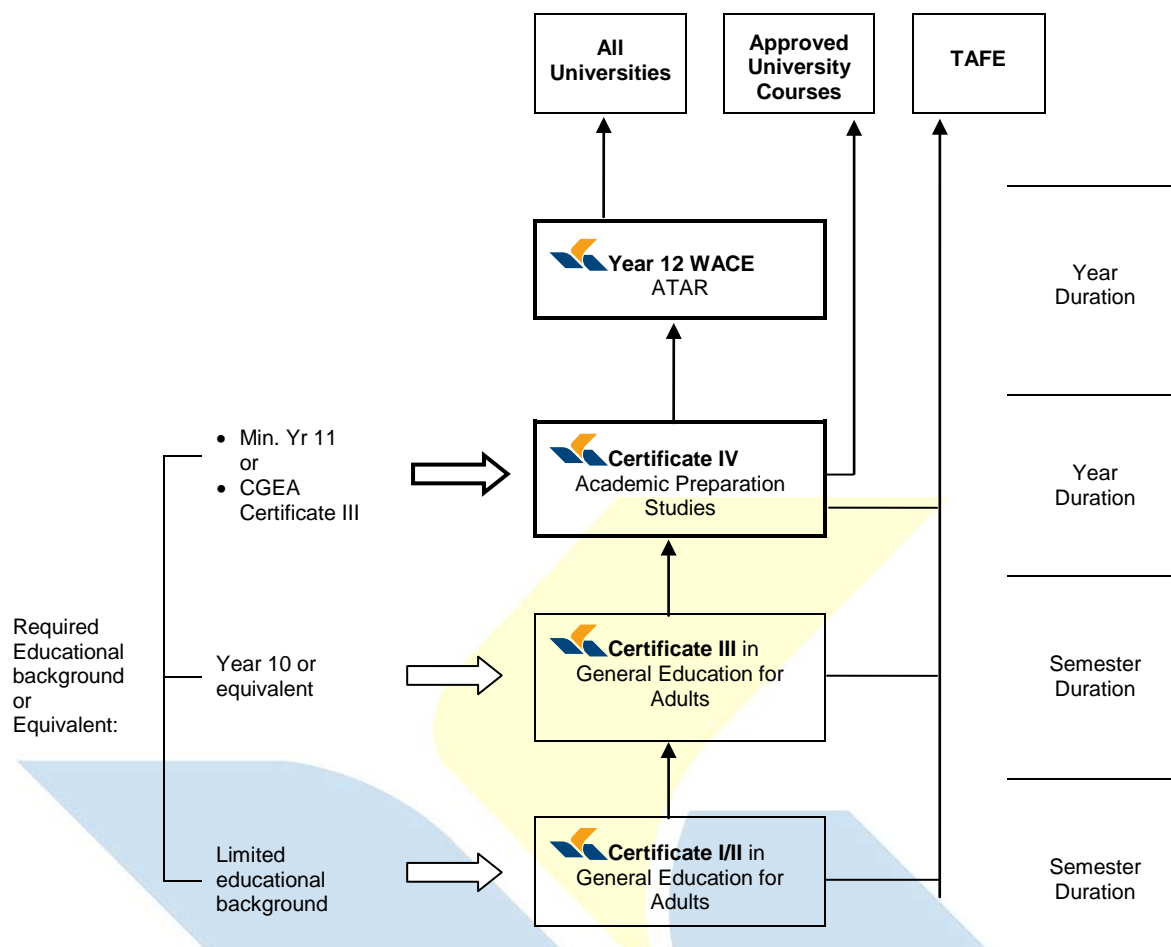 All
Universities
Approved
University
Courses
TAFE
Year 12 WACE
ATAR
Year
Duration
• Min. Yr 11
or
• CGEA
Certificate III
Certificate IV
Academic Preparation
Studies
Year
Duration
Required
Educational
background
or
Equivalent:
Year 10 or
equivalent
Certificate III in
General Education for
Adults
Semester
Duration
Limited
educational
background
Certificate I/II in
General Education for
Adults
Semester
Duration